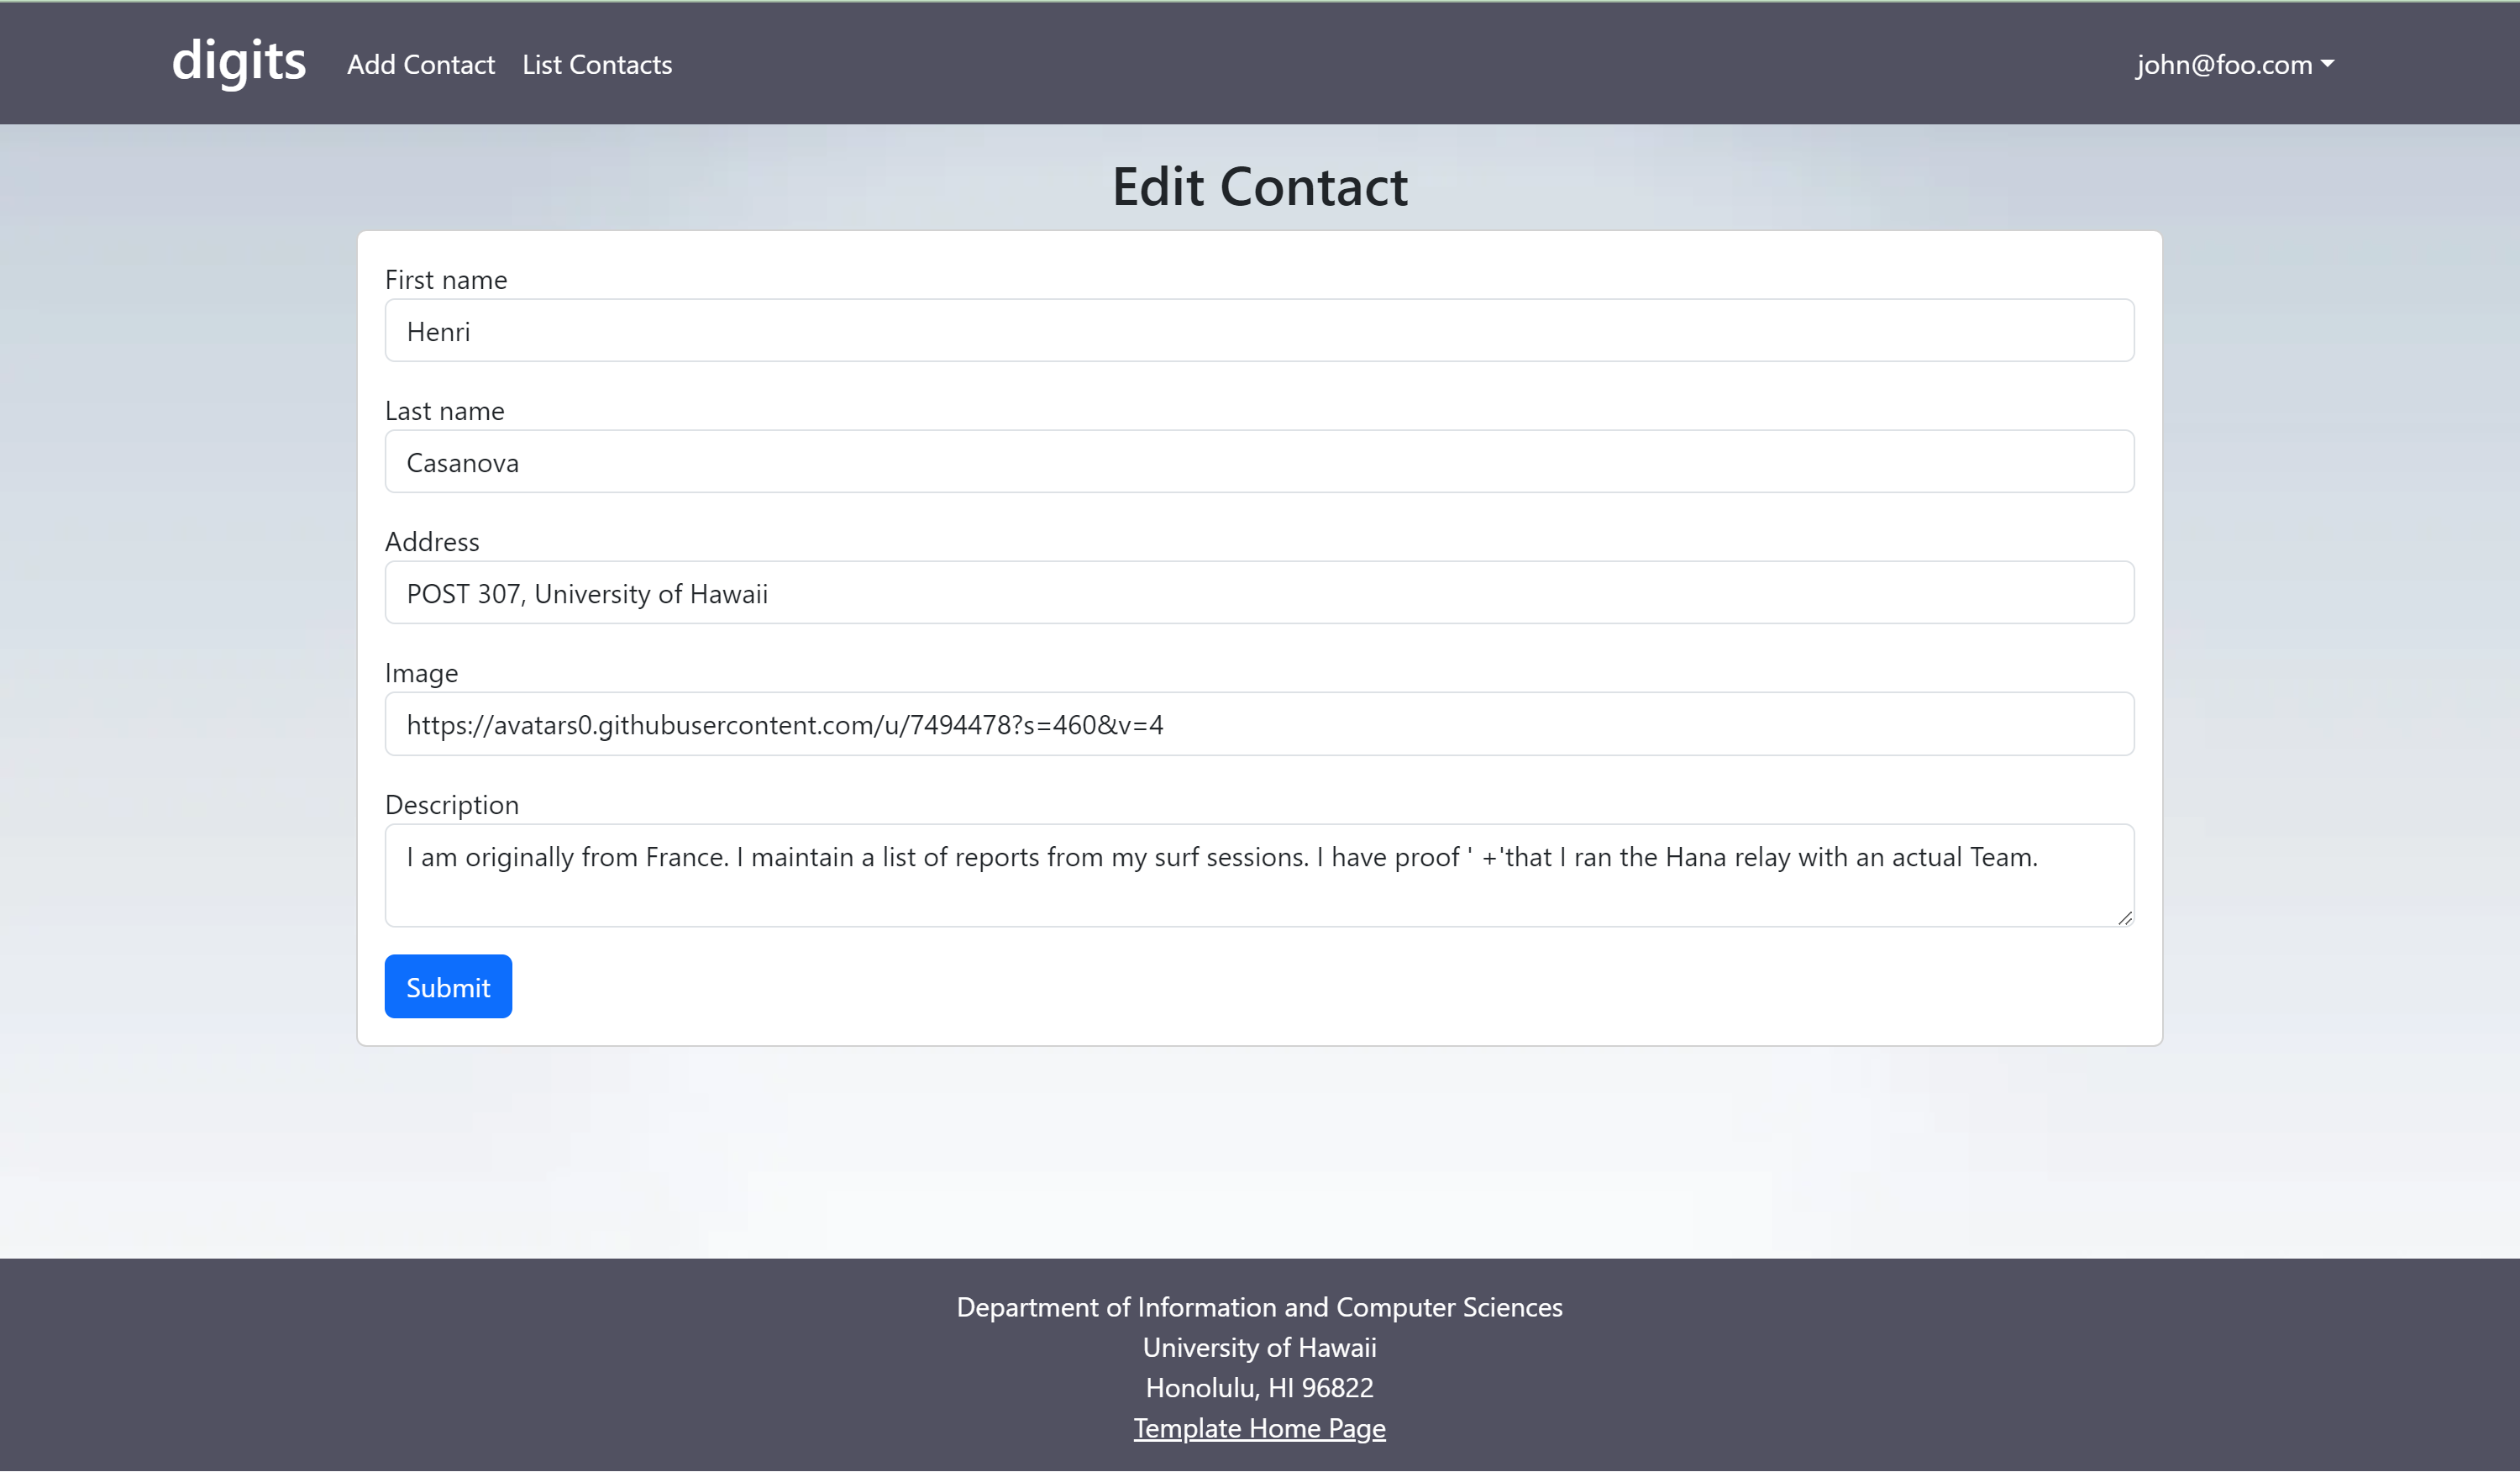 digits
Add Contact
List Contacts
john@foo.com
Edit Contact
First name
Henri
Last name
Casanova
Address
POST 307, University of Hawaii
Image
https://avatars0.githubusercontent.com/u/7494478?s=460&v=4
Description
I am originally from France. I maintain a list of reports from my surf sessions. I have proof ' +'that I ran the Hana relay with an actual Team.
Submit
Department of Information and Computer Sciences
University of Hawaii
Honolulu, HI 96822
Template Home Page